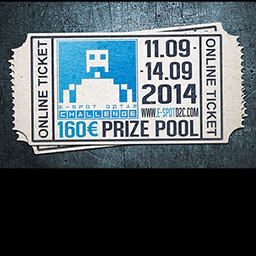 ONLINE TICKET
E-SPOT DOTA2
CHALLENGE
160€ PRIZE POOL
11.09 -
- 14.09
2014
WWW.E-SPOTD2C.COM
ONLINE TICKET